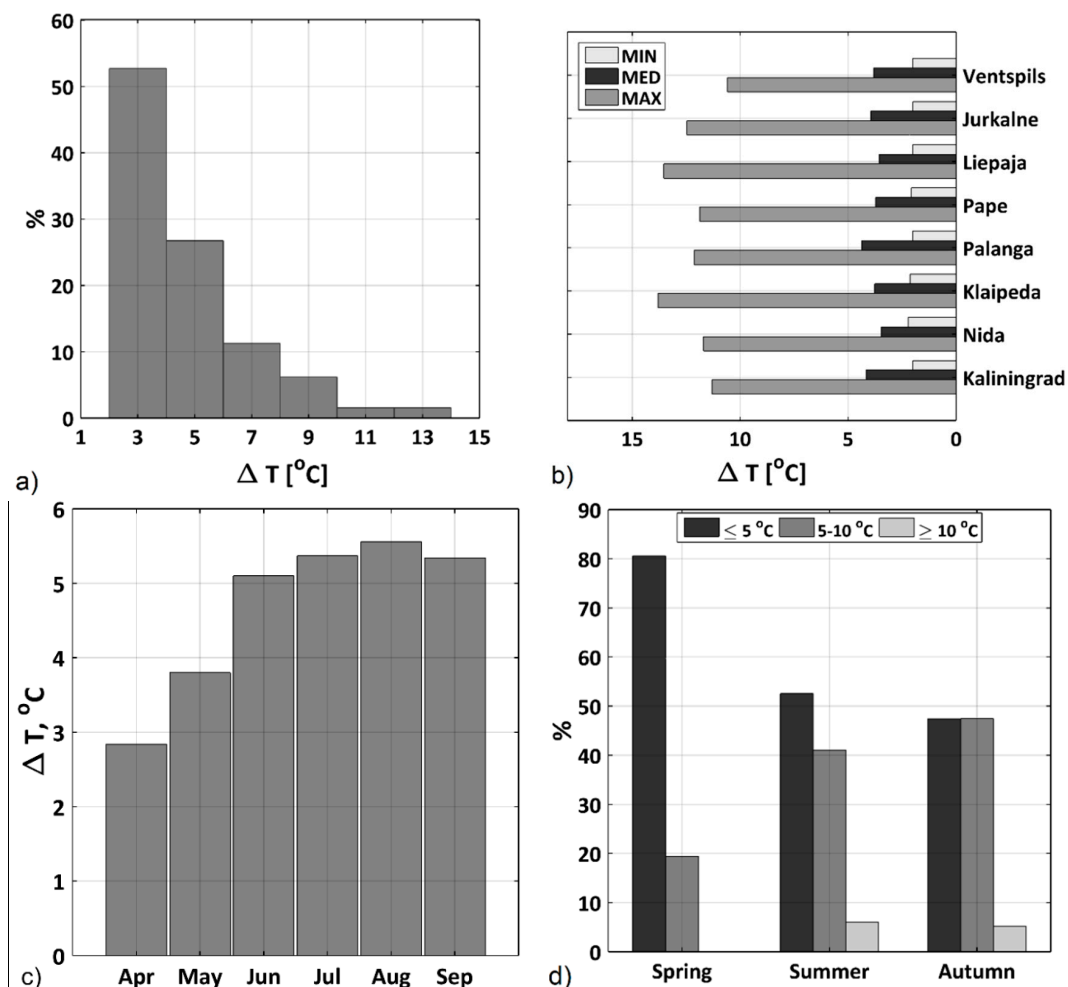 60
50
40
30
20
10
0
%
1 3 5 7 9 11 13 15
Δ T [°C]
a)
MIN
MED
MAX
Ventspils
Jurkalne
Liepaja
Pape
Palanga
Klaipeda
Nida
Kaliningrad
15 10 5 0
Δ T [°C]
b)
6
5
4
3
2
1
0
Δ T, °C
Apr May Jun Jul Aug Sep
c)
≤ 5 °C 5-10 °C ≥ 10 °C
90
80
70
60
50
40
30
20
10
0
%
Spring Summer Autumn
d)